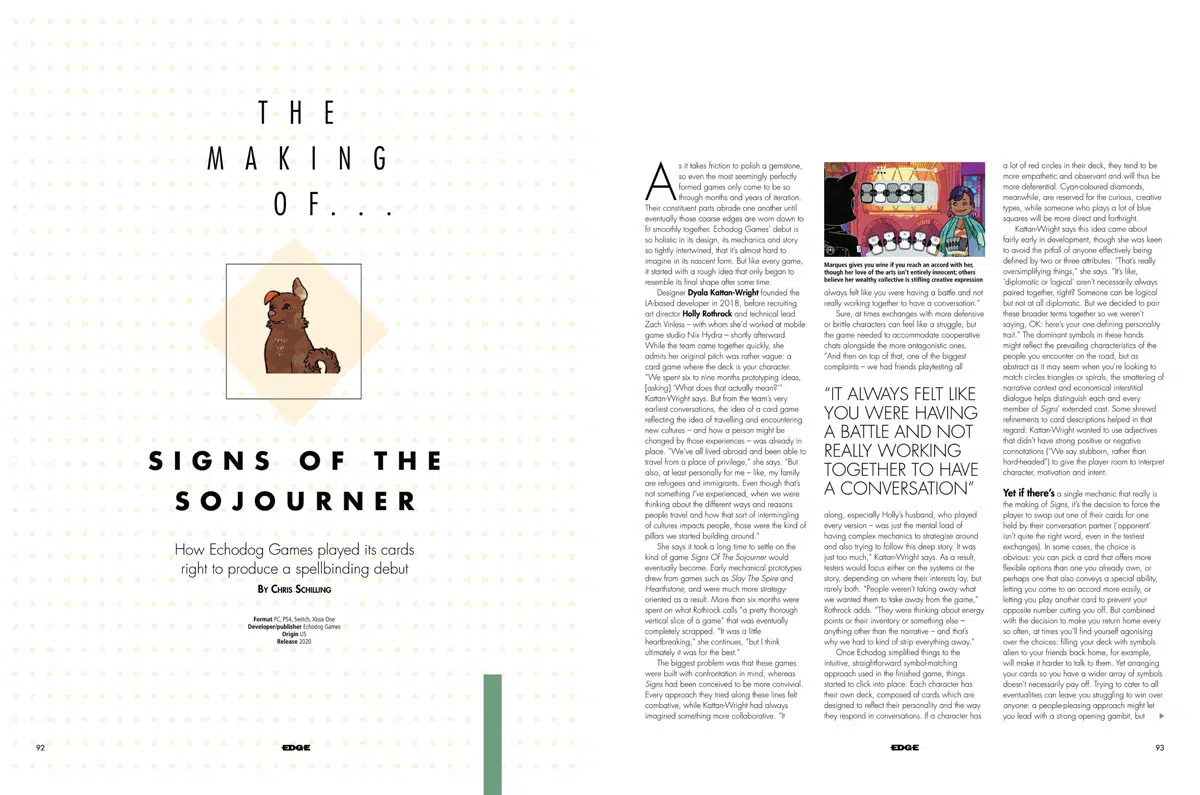 THE
MAKING
OF...
SIGNS OF THE
SOJOURNER
How Echodog Games played its cards
right to produce a spellbinding debut
BY CHRIS SCHILLING
Format PC, PS4, Switch, Xbox One
Developer/publisher Echodog Games
Origin US
Release 2020
92
EDGE
As it takes friction to polish a gemstone,
so even the most seemingly perfectly
formed games only come to be so
through months and years of iteration.
Their constituent parts abrade one another until
eventually those coarse edges are worn down to
fit smoothly together. Echodog Games' debut is
so holistic in its design, its mechanics and story
so tightly intertwined, that it's almost hard to
imagine in its nascent form. But like every game,
it started with a rough idea that only began to
resemble its final shape after some time.
Designer Dyala Kattan-Wright founded the
LA-based developer in 2018, before recruiting
art director Holly Rothrock and technical lead
Zach Vinless – with whom she'd worked at mobile
game studio Nix Hydra – shortly afterward.
While the team came together quickly, she
admits her original pitch was rather vague: a
card game where the deck is your character.
“We spent six to nine months prototyping ideas,
[asking] ‘What does that actually mean?’”
Kattan-Wright says. But from the team's very
earliest conversations, the idea of a card game
reflecting the idea of travelling and encountering
new cultures – and how a person might be
changed by those experiences – was already in
place. “We've all lived abroad and been able to
travel from a place of privilege,” she says. “But
also, at least personally for me – like, my family
are refugees and immigrants. Even though that's
not something I've experienced, when we were
thinking about the different ways and reasons
people travel and how that sort of intermingling
of cultures impacts people, those were the kind of
pillars we started building around.”
She says it took a long time to settle on the
kind of game Signs Of The Sojourner would
eventually become. Early mechanical prototypes
drew from games such as Slay The Spire and
Hearthstone, and were much more strategy-
oriented as a result. More than six months were
spent on what Rothrock calls “a pretty thorough
vertical slice of a game” that was eventually
completely scrapped. “It was a little
heartbreaking,” she continues, “but I think
ultimately it was for the best.”
The biggest problem was that these games
were built with confrontation in mind, whereas
Signs had been conceived to be more convivial.
Every approach they tried along these lines felt
combative, while Kattan-Wright had always
imagined something more collaborative. “It
Marques gives you wine if you reach an accord with her,
though her love of the arts isn't entirely innocent; others
believe her wealthy collective is stifling creative expression
always felt like you were having a battle and not
really working together to have a conversation.”
Sure, at times exchanges with more defensive
or brittle characters can feel like a struggle, but
the game needed to accommodate cooperative
chats alongside the more antagonistic ones.
“And then on top of that, one of the biggest
complaints – we had friends playtesting all
“IT ALWAYS FELT LIKE
YOU WERE HAVING
A BATTLE AND NOT
REALLY WORKING
TOGETHER TO HAVE
A CONVERSATION”
along, especially Holly's husband, who played
every version – was just the mental load of
having complex mechanics to strategise around
and also trying to follow this deep story. It was
just too much,” Kattan-Wright says. As a result,
testers would focus either on the systems or the
story, depending on where their interests lay, but
rarely both. “People weren't taking away what
we wanted them to take away from the game,”
Rothrock adds. “They were thinking about energy
points or their inventory or something else –
anything other than the narrative – and that's
why we had to kind of strip everything away.”
Once Echodog simplified things to the
intuitive, straightforward symbol-matching
approach used in the finished game, things
started to click into place. Each character has
their own deck, composed of cards which are
designed to reflect their personality and the way
they respond in conversations. If a character has
a lot of red circles in their deck, they tend to be
more empathetic and observant and will thus be
more deferential. Cyan-coloured diamonds,
meanwhile, are reserved for the curious, creative
types, while someone who plays a lot of blue
squares will be more direct and forthright.
Kattan-Wright says this idea came about
fairly early in development, though she was keen
to avoid the pitfall of anyone effectively being
defined by two or three attributes. “That's really
oversimplifying things,” she says. “It's like,
‘diplomatic or logical’ aren't necessarily always
paired together, right? Someone can be logical
but not at all diplomatic. But we decided to pair
these broader terms together so we weren't
saying, OK: here's your one defining personality
trait.” The dominant symbols in these hands
might reflect the prevailing characteristics of the
people you encounter on the road, but as
abstract as it may seem when you're looking to
match circles triangles or spirals, the smattering of
narrative context and economical interstitial
dialogue helps distinguish each and every
member of Signs' extended cast. Some shrewd
refinements to card descriptions helped in that
regard: Kattan-Wright wanted to use adjectives
that didn't have strong positive or negative
connotations (“We say stubborn, rather than
hard-headed”) to give the player room to interpret
character, motivation and intent.
Yet if there's a single mechanic that really is
the making of Signs, it's the decision to force the
player to swap out one of their cards for one
held by their conversation partner (‘opponent’
isn't quite the right word, even in the testiest
exchanges). In some cases, the choice is
obvious: you can pick a card that offers more
flexible options than one you already own, or
perhaps one that also conveys a special ability,
letting you come to an accord more easily, or
letting you play another card to prevent your
opposite number cutting you off. But combined
with the decision to make you return home every
so often, at times you'll find yourself agonising
over the choices: filling your deck with symbols
alien to your friends back home, for example,
will make it harder to talk to them. Yet arranging
your cards so you have a wider array of symbols
doesn't necessarily pay off. Trying to cater to all
eventualities can leave you struggling to win over
anyone: a people-pleasing approach might let
you lead with a strong opening gambit, but
EDGE
93